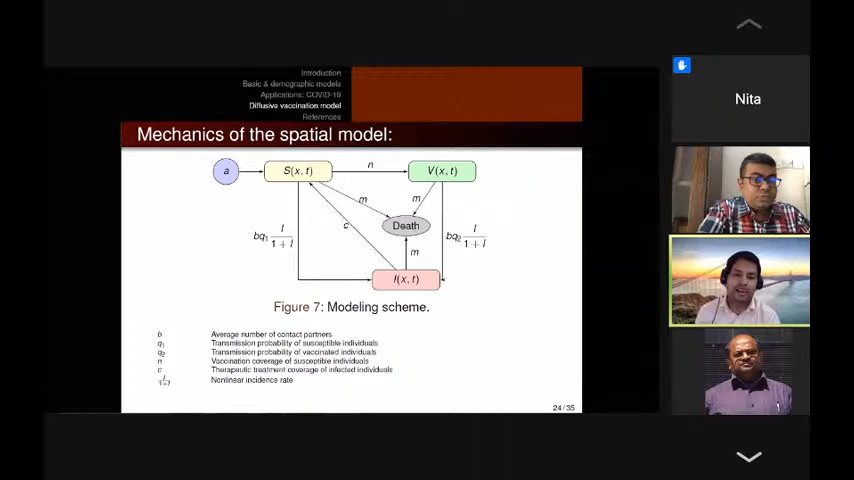 Introduction
Basic & demographic models
Applications: COVID-19
Diffusive vaccination model
References
Mechanics of the spatial model:
a
S(x, t)
n
V(x, t)
m
m
bq₁ I/1 + I
c
Death
bq₂ I/1 + I
m
I(x, t)
Figure 7: Modeling scheme.
b Average number of contact partners
q₁ Transmission probability of susceptible individuals
q₂ Transmission probability of vaccinated individuals
n Vaccination coverage of susceptible individuals
c Therapeutic treatment coverage of infected individuals
I/1+I Nonlinear incidence rate
24/35
Nita